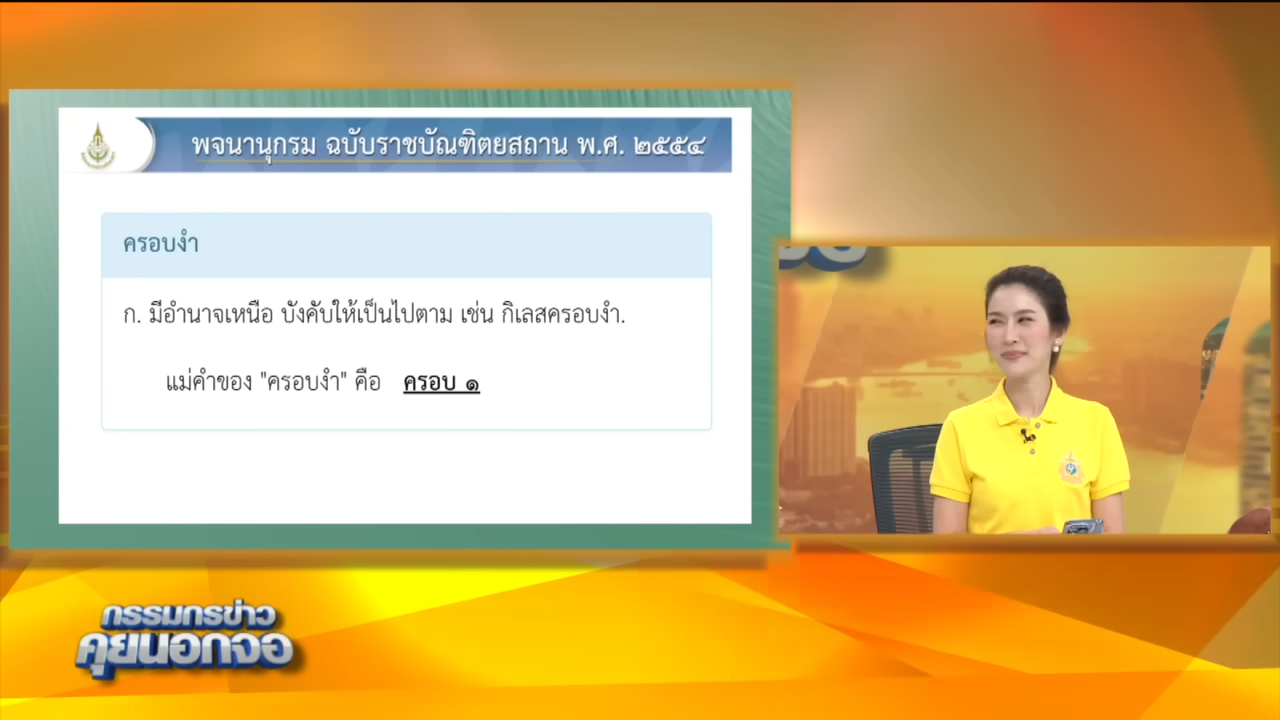 พจนานุกรม ฉบับราชบัณฑิตยสถาน พ.ศ. ๒๕๕๔
ครอบงำ
ก. มีอำนาจเหนือ บังคับให้เป็นไปตาม เช่น กิเลสครอบงำ.
แม่คำของ "ครอบงำ" คือ ครอบ ๑
กรรมกรข่าว
คุยนอกจอ